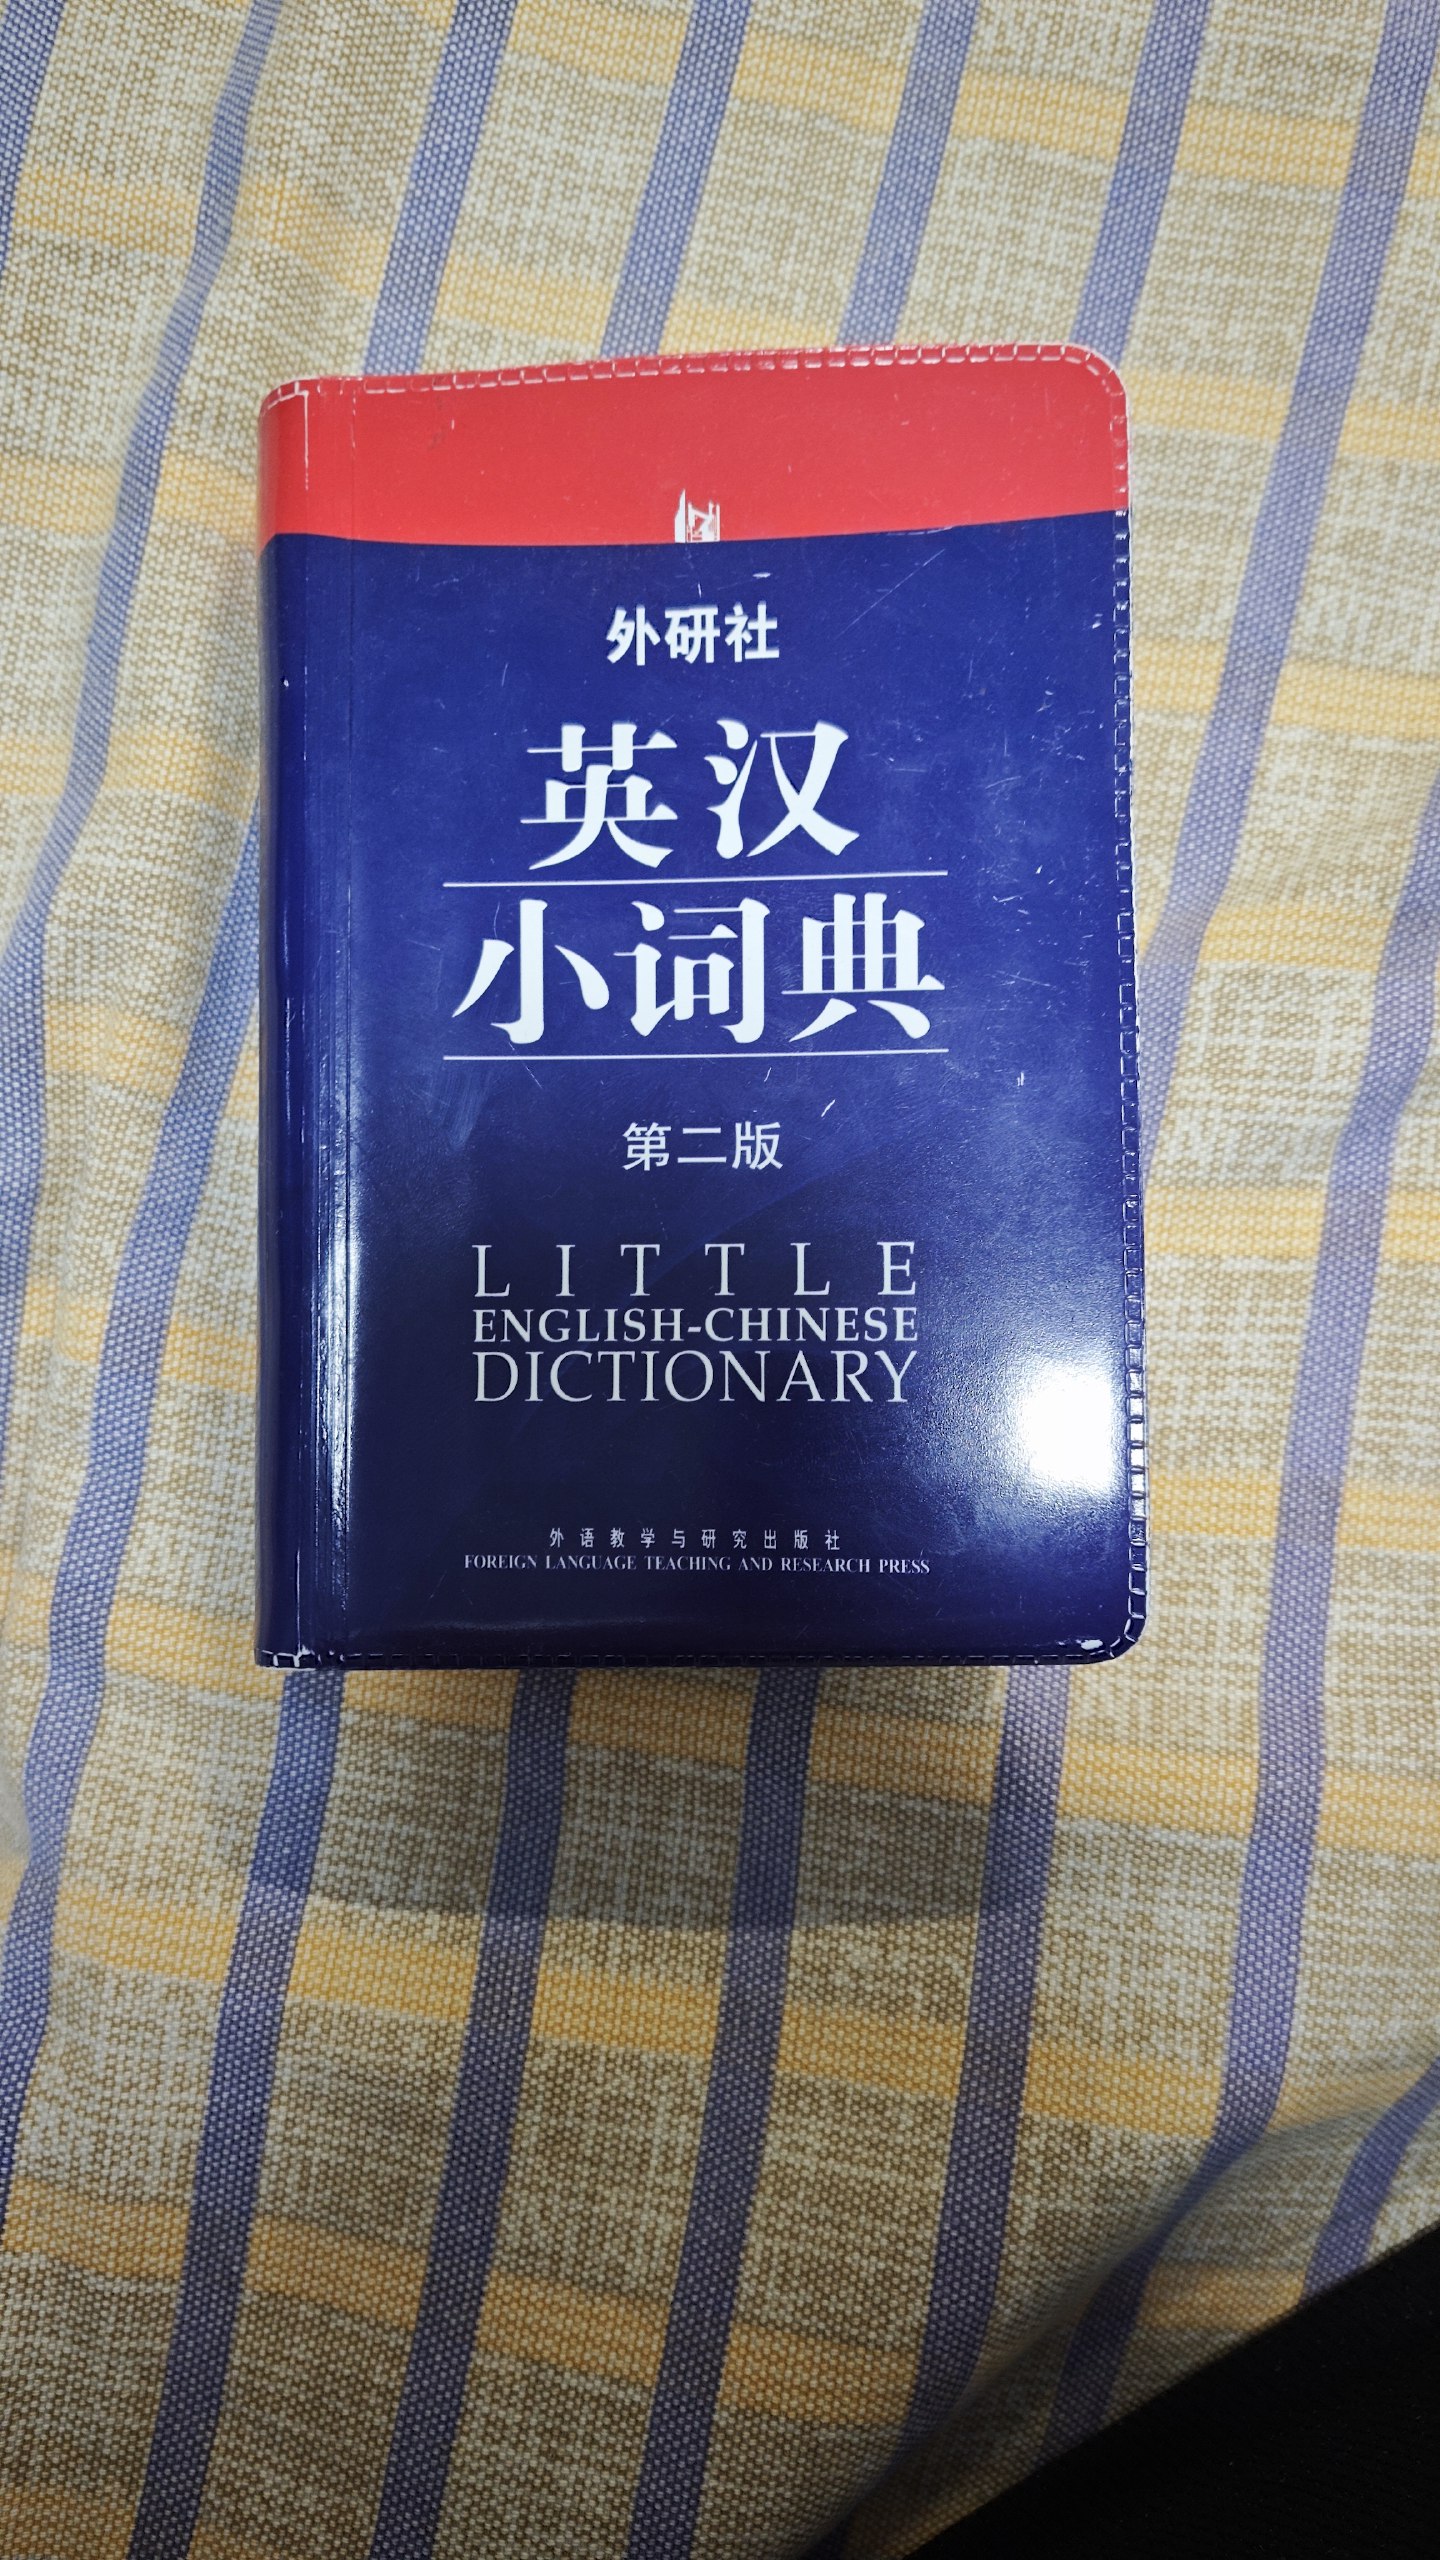 外研社
英汉
小词典
第二版
LITTLE
ENGLISH-CHINESE
DICTIONARY
外语教学与研究出版社
FOREIGN LANGUAGE TEACHING AND RESEARCH PRESS